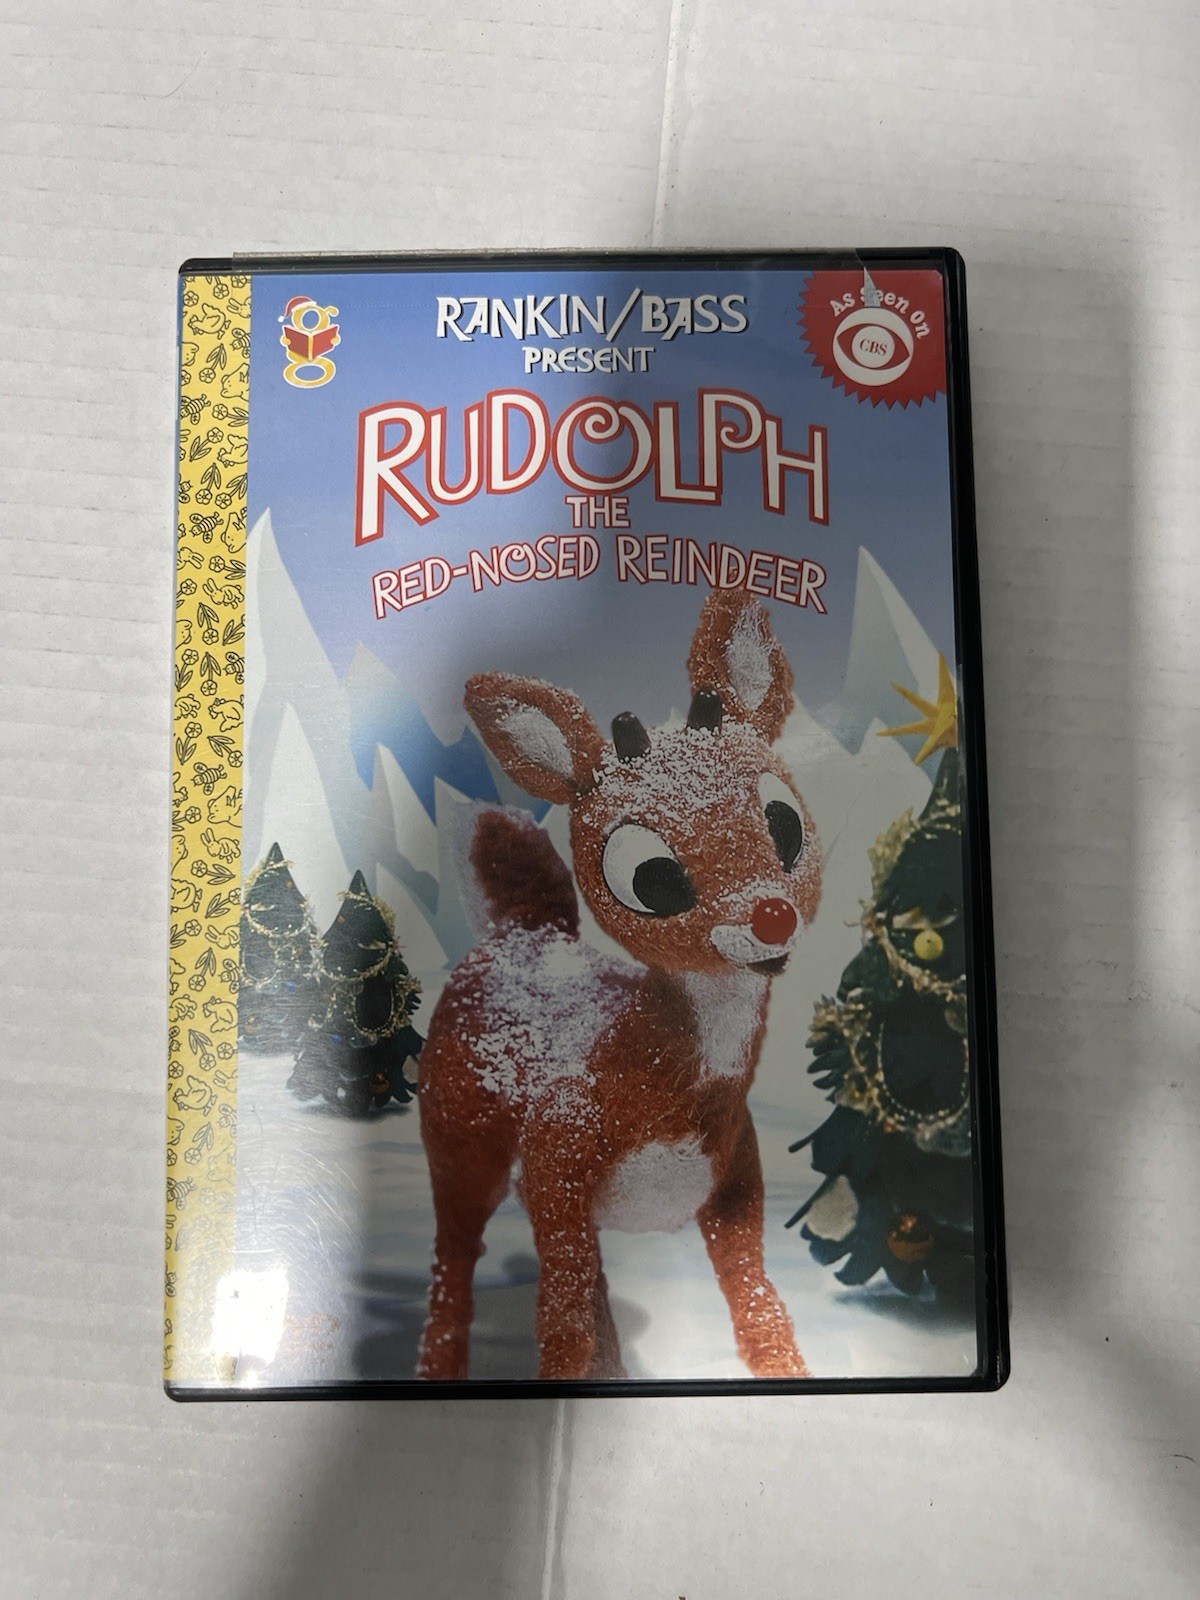 RANKIN/BASS
PRESENT
As Seen On
CBS
RUDOLPH
THE
RED-NOSED REINDEER